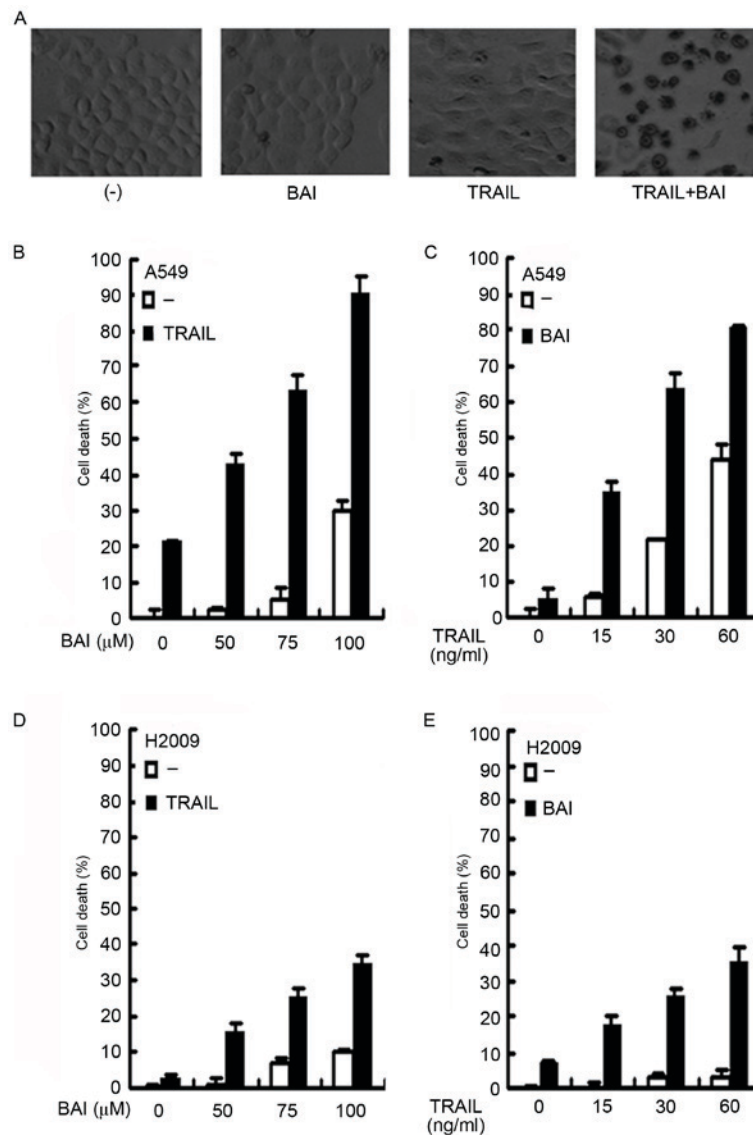 A
(-) BAI TRAIL TRAIL+BAI
B
100
90
80
70
60
50
40
30
20
10
0
Cell death (%)
A549
–
TRAIL
BAI (μM) 0 50 75 100
C
100
90
80
70
60
50
40
30
20
10
0
Cell death (%)
A549
–
BAI
TRAIL 0 15 30 60
(ng/ml)
D
100
90
80
70
60
50
40
30
20
10
0
Cell death (%)
H2009
–
TRAIL
BAI (μM) 0 50 75 100
E
100
90
80
70
60
50
40
30
20
10
0
Cell death (%)
H2009
–
BAI
TRAIL 0 15 30 60
(ng/ml)